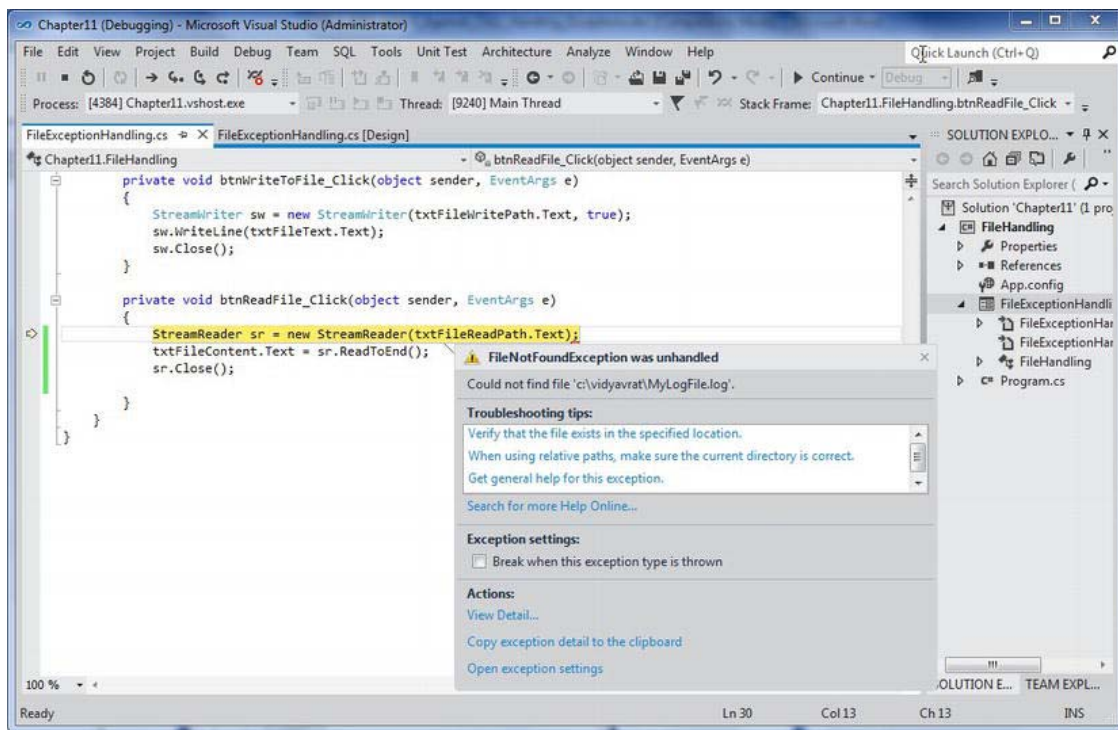 Chapter11 (Debugging) - Microsoft Visual Studio (Administrator)
File Edit View Project Build Debug Team SQL Tools Unit Test Architecture Analyze Window Help
Quick Launch (Ctrl+Q)
Continue Debug
Process: [4384] Chapter11.vshost.exe Thread: [9240] Main Thread Stack Frame: Chapter11.FileHandling.btnReadFile_Click
FileExceptionHandling.cs FileExceptionHandling.cs [Design]
Chapter11.FileHandling btnReadFile_Click(object sender, EventArgs e)
private void btnWriteToFile_Click(object sender, EventArgs e)
{
StreamWriter sw = new StreamWriter(txtFileWritePath.Text, true);
sw.WriteLine(txtFileText.Text);
sw.Close();
}
private void btnReadFile_Click(object sender, EventArgs e)
{
StreamReader sr = new StreamReader(txtFileReadPath.Text);
txtFileContent.Text = sr.ReadToEnd();
sr.Close();
}
}
}
FileNotFoundException was unhandled
Could not find file 'c:\vidyavrat\MyLogFile.log'.
Troubleshooting tips:
Verify that the file exists in the specified location.
When using relative paths, make sure the current directory is correct.
Get general help for this exception.
Search for more Help Online...
Exception settings:
Break when this exception type is thrown
Actions:
View Detail...
Copy exception detail to the clipboard
Open exception settings
SOLUTION EXPLO...
Search Solution Explorer (
Solution 'Chapter11' (1 pro
C# FileHandling
Properties
References
App.config
FileExceptionHandli
FileExceptionHar
FileExceptionHar
FileHandling
C# Program.cs
SOLUTION E... TEAM EXPL...
100 %
Ready Ln 30 Col 13 Ch 13 INS